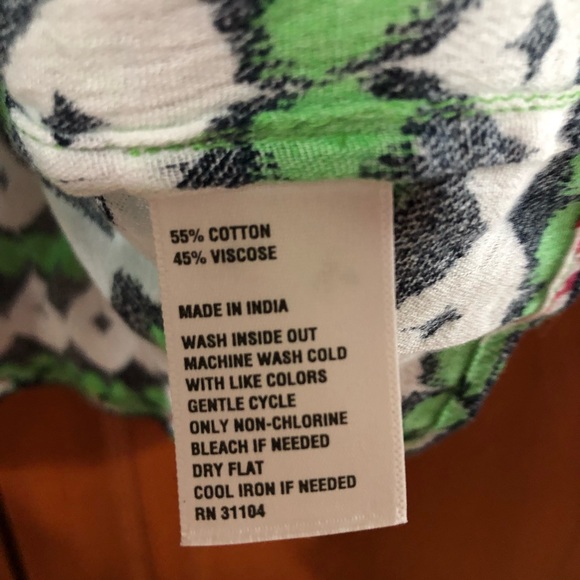 55% COTTON
45% VISCOSE
MADE IN INDIA
WASH INSIDE OUT
MACHINE WASH COLD
WITH LIKE COLORS
GENTLE CYCLE
ONLY NON-CHLORINE
BLEACH IF NEEDED
DRY FLAT
COOL IRON IF NEEDED
RN 31104